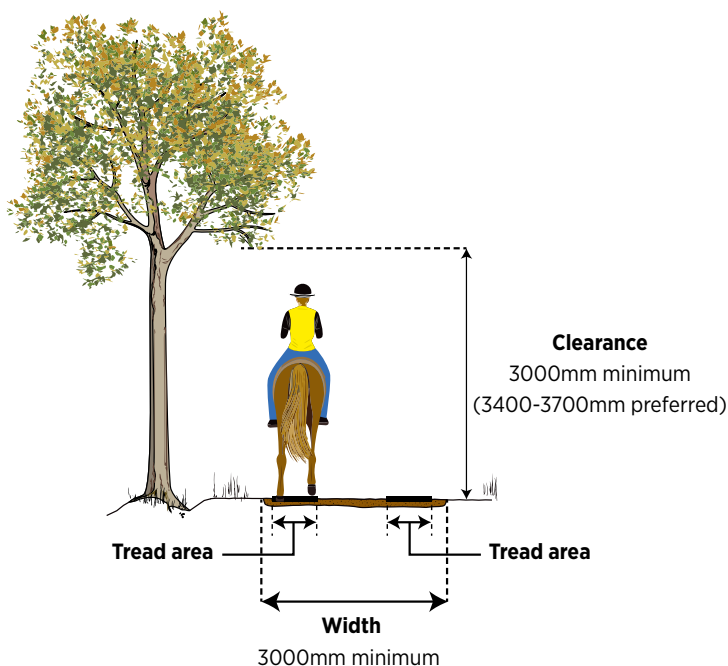 Clearance
3000mm minimum
(3400-3700mm preferred)
Tread area
Tread area
Width
3000mm minimum